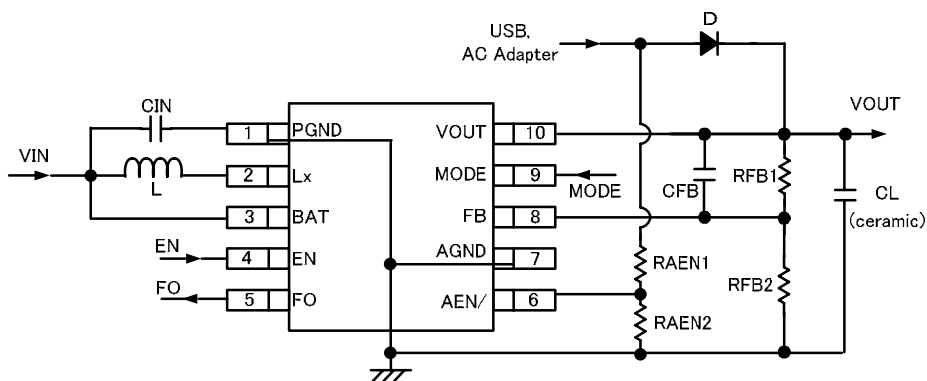 USB,
AC Adapter
D
VOUT
CIN
VIN
L
1 PGND
2 Lx
3 BAT
EN
4 EN
FO
5 FO
VOUT 10
MODE 9
MODE
FB 8
AGND 7
AEN/ 6
CFB
RFB1
CL
(ceramic)
RAEN1
RAEN2
RFB2